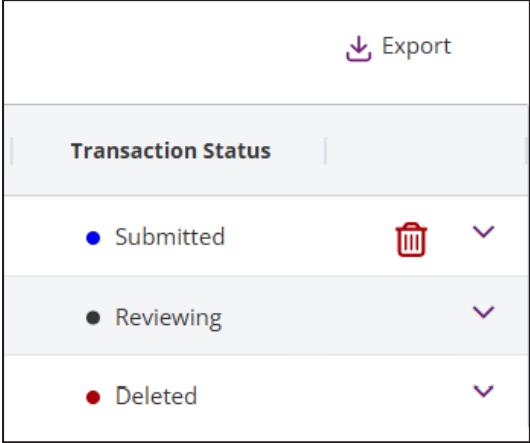 Export
Transaction Status
Submitted
Reviewing
Deleted